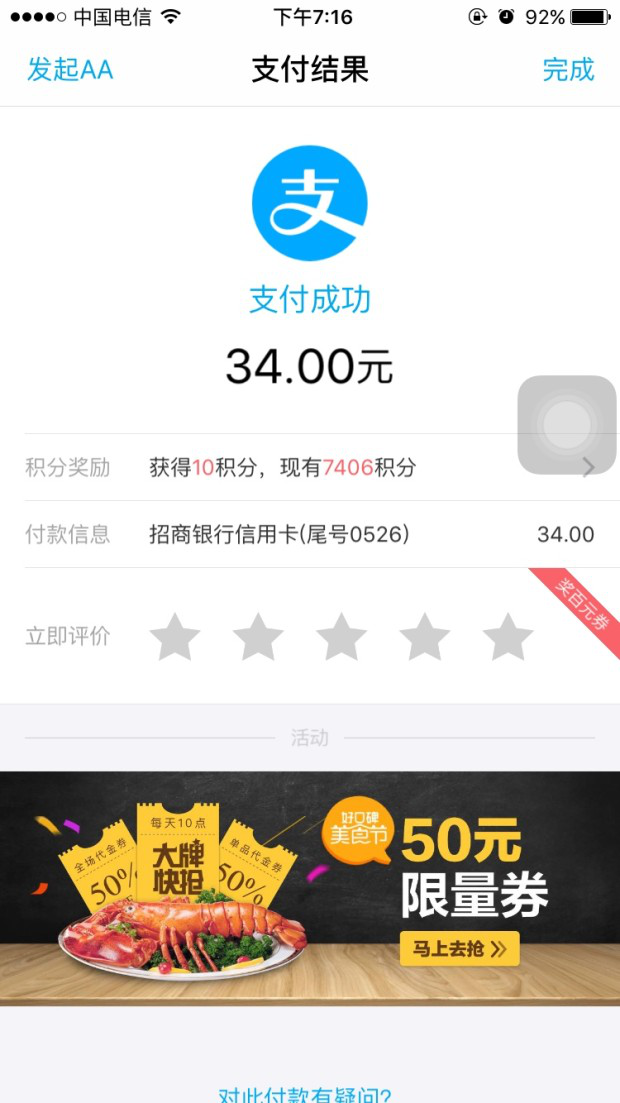 中国电信
下午7:16
92%
发起AA
支付结果
完成
支
支付成功
34.00元
积分奖励
获得10积分，现有7406积分
付款信息
招商银行信用卡(尾号0526)
34.00
奖百元券
立即评价
活动
每天10点
大牌
快抢
全场代金券
50%
单品代金券
50%
好口碑
美食节
50元
限量券
马上去抢
对此付款有疑问?